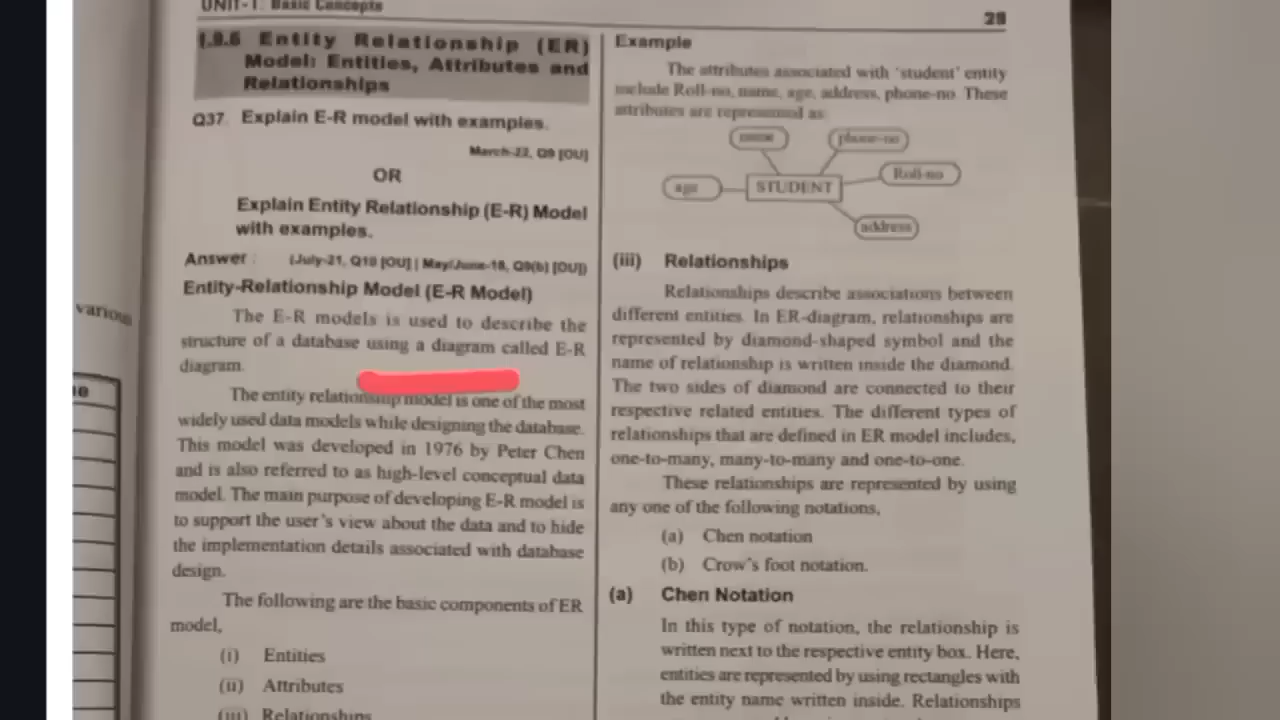 UNIT-1: Basic Concepts
29
1.9.6 Entity Relationship (ER)
Model: Entities, Attributes and
Relationships
Q37. Explain E-R model with examples.
March-22, Q9 [OU]
OR
Explain Entity Relationship (E-R) Model
with examples.
Answer : (July-21, Q10 [OU] | May/June-18, Q9(b) [OU])
Entity-Relationship Model (E-R Model)
The E-R models is used to describe the
structure of a database using a diagram called E-R
diagram.
The entity relationship model is one of the most
widely used data models while designing the database.
This model was developed in 1976 by Peter Chen
and is also referred to as high-level conceptual data
model. The main purpose of developing E-R model is
to support the user's view about the data and to hide
the implementation details associated with database
design.
The following are the basic components of ER
model,
(i) Entities
(ii) Attributes
(iii) Relationships
Example
The attributes associated with 'student' entity
include Roll-no, name, age, address, phone-no. These
attributes are represented as
name
phone-no
Roll-no
age
STUDENT
address
(iii) Relationships
Relationships describe associations between
different entities. In ER-diagram, relationships are
represented by diamond-shaped symbol and the
name of relationship is written inside the diamond.
The two sides of diamond are connected to their
respective related entities. The different types of
relationships that are defined in ER model includes,
one-to-many, many-to-many and one-to-one.
These relationships are represented by using
any one of the following notations,
(a) Chen notation
(b) Crow's foot notation.
(a) Chen Notation
In this type of notation, the relationship is
written next to the respective entity box. Here,
entities are represented by using rectangles with
the entity name written inside. Relationships
various